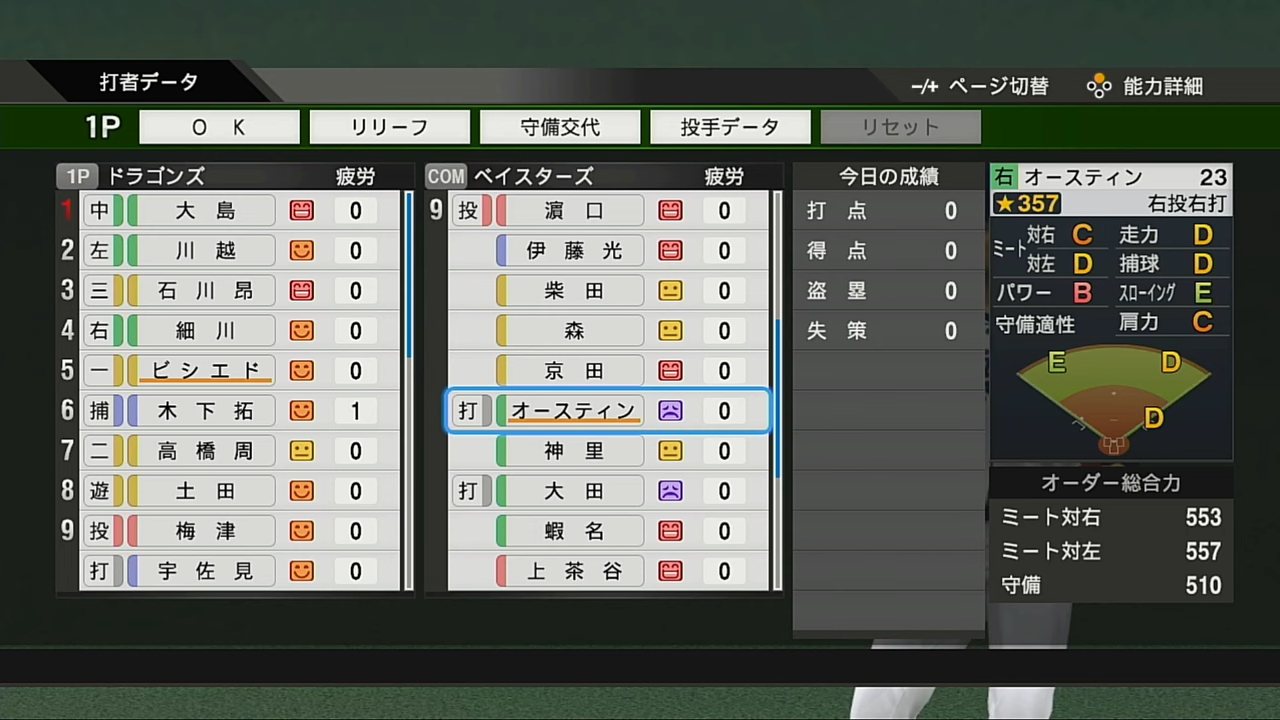 打者データ
-/+ ページ切替 能力詳細
1P OK リリーフ 守備交代 投手データ リセット
1P ドラゴンズ 疲労
1 中 大島 0
2 左 川越 0
3 三 石川昂 0
4 右 細川 0
5 一 ビシエド 0
6 捕 木下拓 1
7 二 高橋周 0
8 遊 土田 0
9 投 梅津 0
打 宇佐見 0
COM ベイスターズ 疲労
9 投 濵口 0
伊藤光 0
柴田 0
森 0
京田 0
打 オースティン 0
神里 0
打 大田 0
蝦名 0
上茶谷 0
今日の成績
打点 0
得点 0
盗塁 0
失策 0
右 オースティン 23
★357 右投右打
ミート 対右 C 走力 D
対左 D 捕球 D
パワー B スローイング E
守備適性 肩力 C
E D
D
オーダー総合力
ミート対右 553
ミート対左 557
守備 510